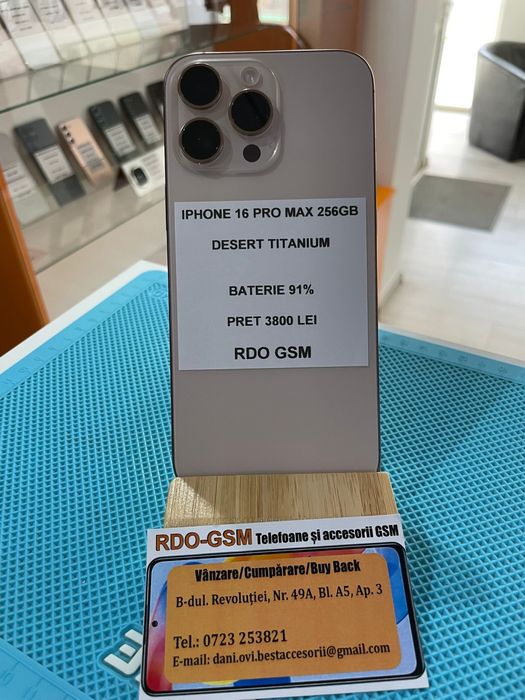 IPHONE 16 PRO MAX 256GB
DESERT TITANIUM
BATERIE 91%
PRET 3800 LEI
RDO GSM
RDO-GSM Telefoane și accesorii GSM
Vânzare/Cumpărare/Buy Back
B-dul. Revoluției, Nr. 49A, Bl. A5, Ap. 3
Tel.: 0723 253821
E-mail: dani.ovi.bestaccesorii@gmail.com